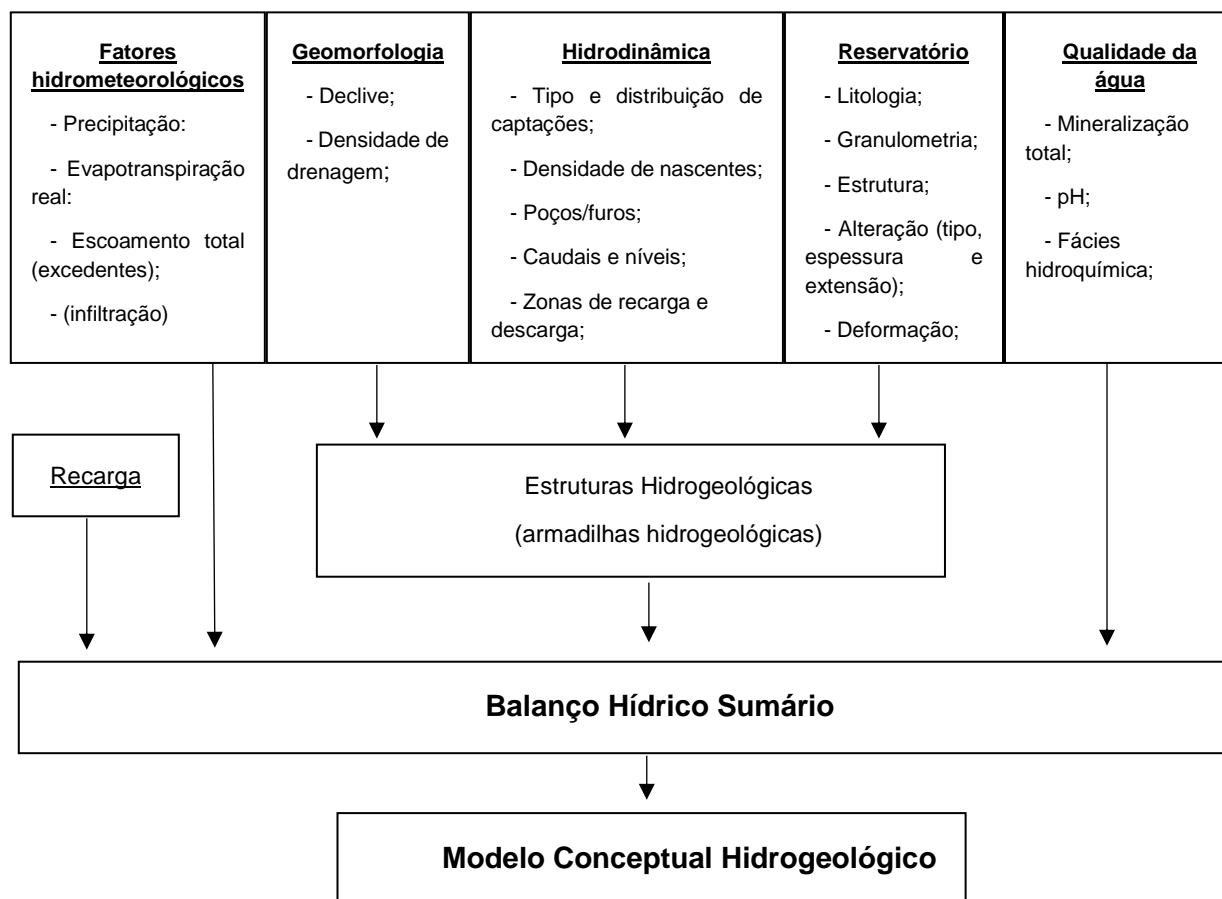 Fatores
hidrometeorológicos
- Precipitação:
- Evapotranspiração
real:
- Escoamento total
(excedentes);
- (infiltração)
Geomorfologia
- Declive;
- Densidade de
drenagem;
Hidrodinâmica
- Tipo e distribuição de
captações;
- Densidade de nascentes;
- Poços/furos;
- Caudais e níveis;
- Zonas de recarga e
descarga;
Reservatório
- Litologia;
- Granulometria;
- Estrutura;
- Alteração (tipo,
espessura e
extensão);
- Deformação;
Qualidade da
água
- Mineralização
total;
- pH;
- Fácies
hidroquímica;
Recarga
Estruturas Hidrogeológicas
(armadilhas hidrogeológicas)
Balanço Hídrico Sumário
Modelo Conceptual Hidrogeológico